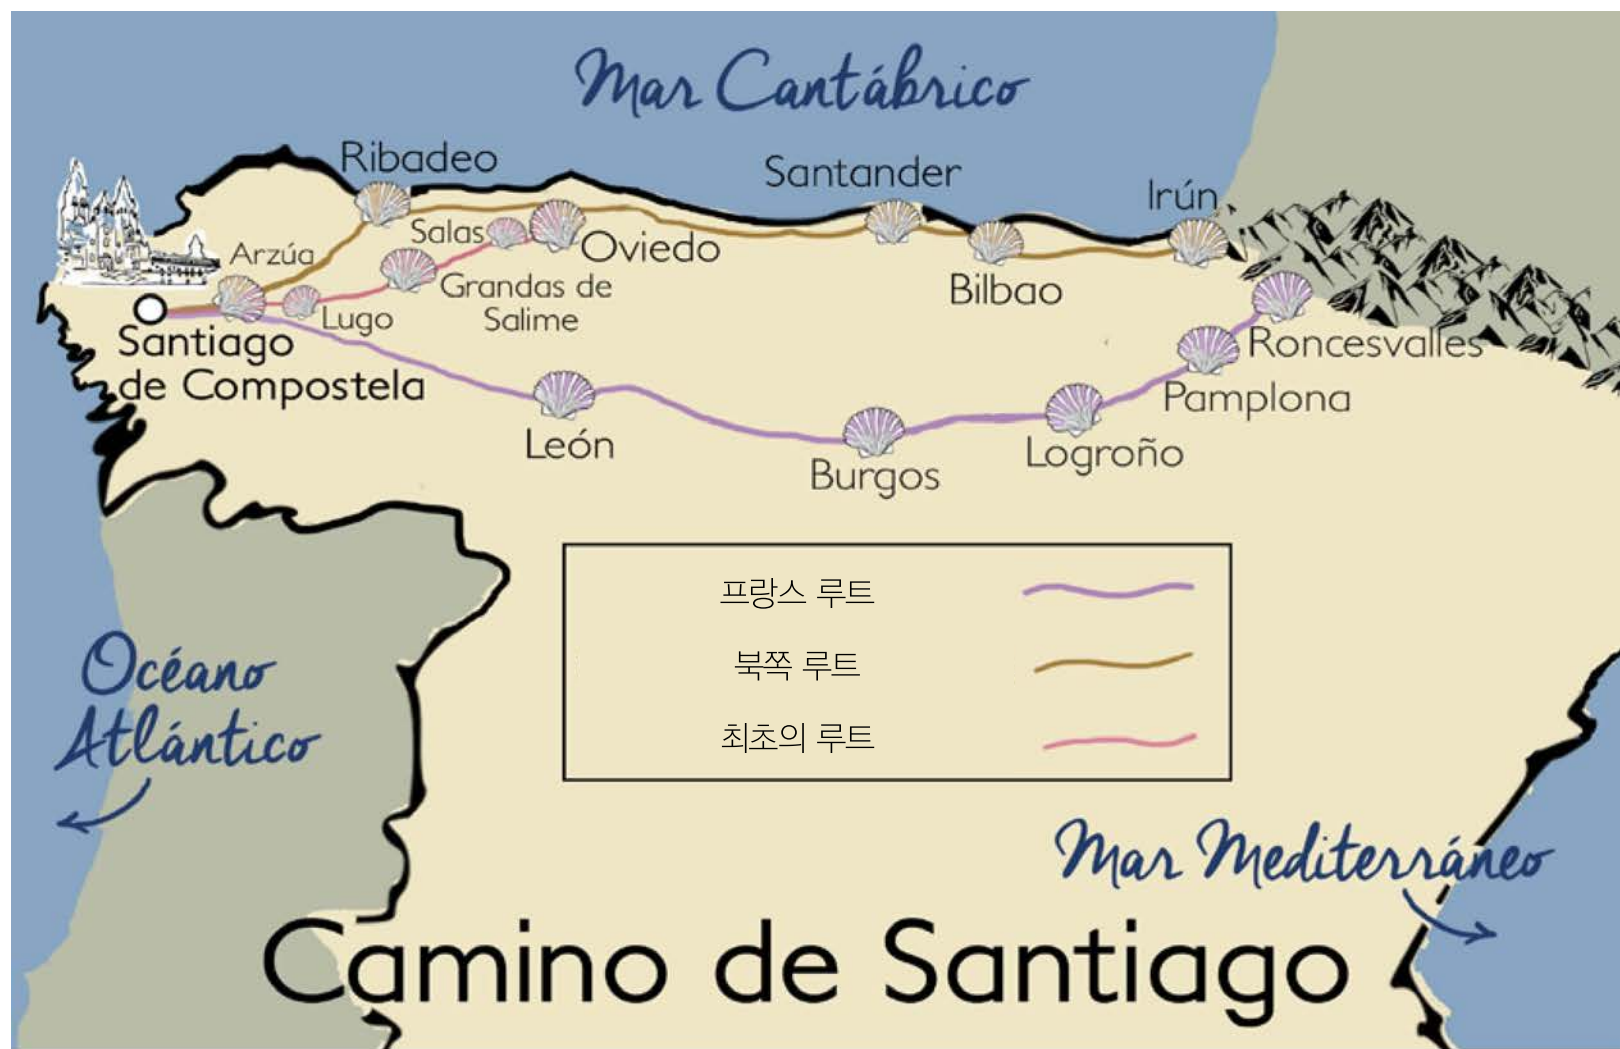 Mar Cantábrico
Ribadeo
Santander
Irún
Salas
Oviedo
Arzúa
Grandas de
Salime
Bilbao
Lugo
Santiago
de Compostela
Roncesvalles
Pamplona
León
Logroño
Burgos
프랑스 루트
북쪽 루트
최초의 루트
Océano
Atlántico
Mar Mediterráneo
Camino de Santiago